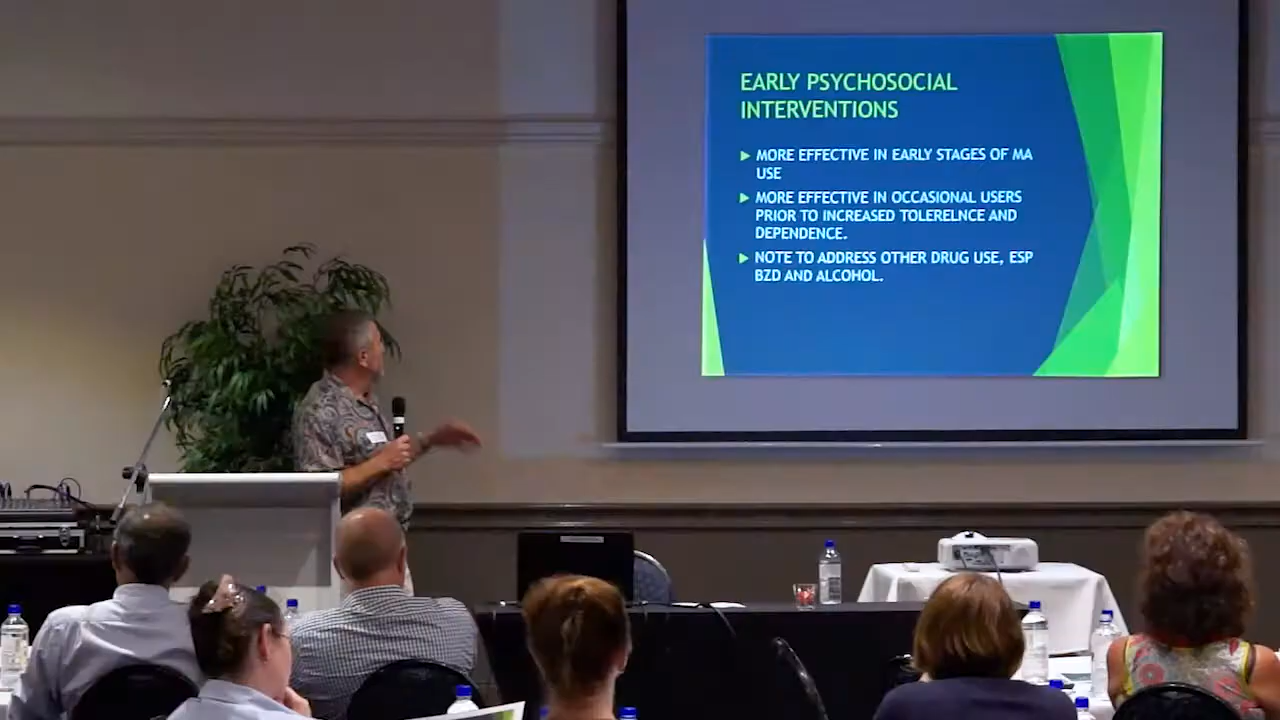 EARLY PSYCHOSOCIAL
INTERVENTIONS
MORE EFFECTIVE IN EARLY STAGES OF MA
USE
MORE EFFECTIVE IN OCCASIONAL USERS
PRIOR TO INCREASED TOLERELNCE AND
DEPENDENCE.
NOTE TO ADDRESS OTHER DRUG USE, ESP
BZD AND ALCOHOL.